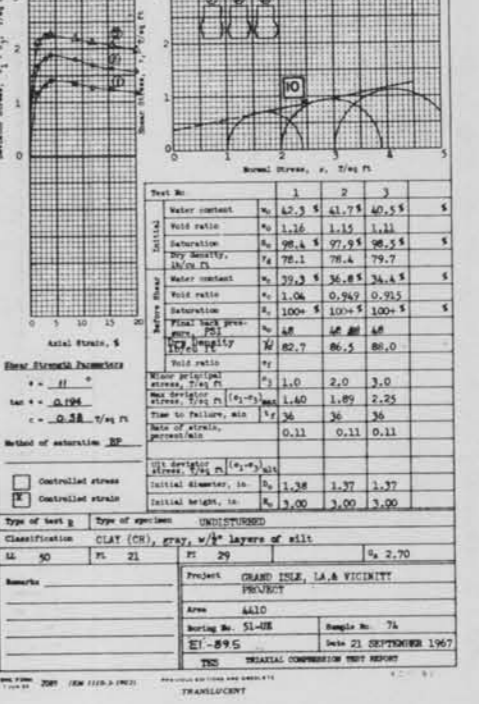 10
Normal Stress, σ, T/sq ft
Axial Strain, %
Shear Strength Parameters
φ = 11 °
tan φ = 0.194
c = 0.38 T/sq ft
Method of saturation BP
Controlled stress
X Controlled strain
Test No. 1 2 3
Initial
Water content w₀ 42.3 % 41.7 % 40.5 % %
Void ratio e₀ 1.16 1.15 1.11
Saturation S₀ 98.4 % 97.9 % 98.5 % %
Dry density, lb/cu ft 78.1 78.4 79.7
Before Shear
Water content 39.3 % 36.8 % 34.4 % %
Void ratio 1.04 0.949 0.915
Saturation 100+ % 100+ % 100+ % %
Final back pressure, PSI 48 48 48
Dry Density lb/cu ft 82.7 86.5 88.0
Void ratio
Minor principal stress, T/sq ft σ₃ 1.0 2.0 3.0
Max deviator stress, T/sq ft (σ₁-σ₃)max 1.40 1.89 2.25
Time to failure, min tf 36 36 36
Rate of strain, percent/min 0.11 0.11 0.11
Ult deviator stress, T/sq ft (σ₁-σ₃)ult
Initial diameter, in. D₀ 1.38 1.37 1.37
Initial height, in. H₀ 3.00 3.00 3.00
Type of test Type of specimen UNDISTURBED
Classification CLAY (CH), gray, w/ layers of silt
LL 50 PL 21 PI 29 Gs 2.70
Remarks
Project GRAND ISLE, LA.& VICINITY
PROJECT
Area 4410
Boring No. 51-UE Sample No. 7A
El -89.5 Date 21 SEPTEMBER 1967
TRIAXIAL COMPRESSION TEST REPORT
TRANSLUCENT